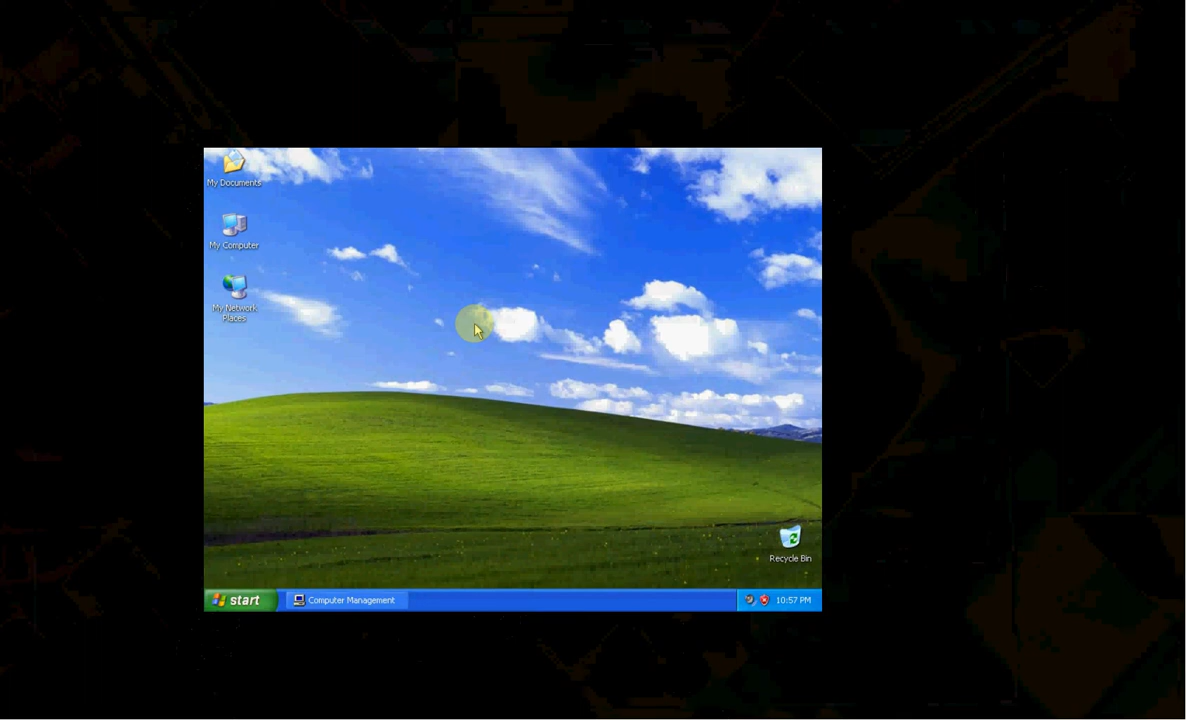 My Documents
My Computer
My Network
Places
Recycle Bin
start
Computer Management
10:57 PM